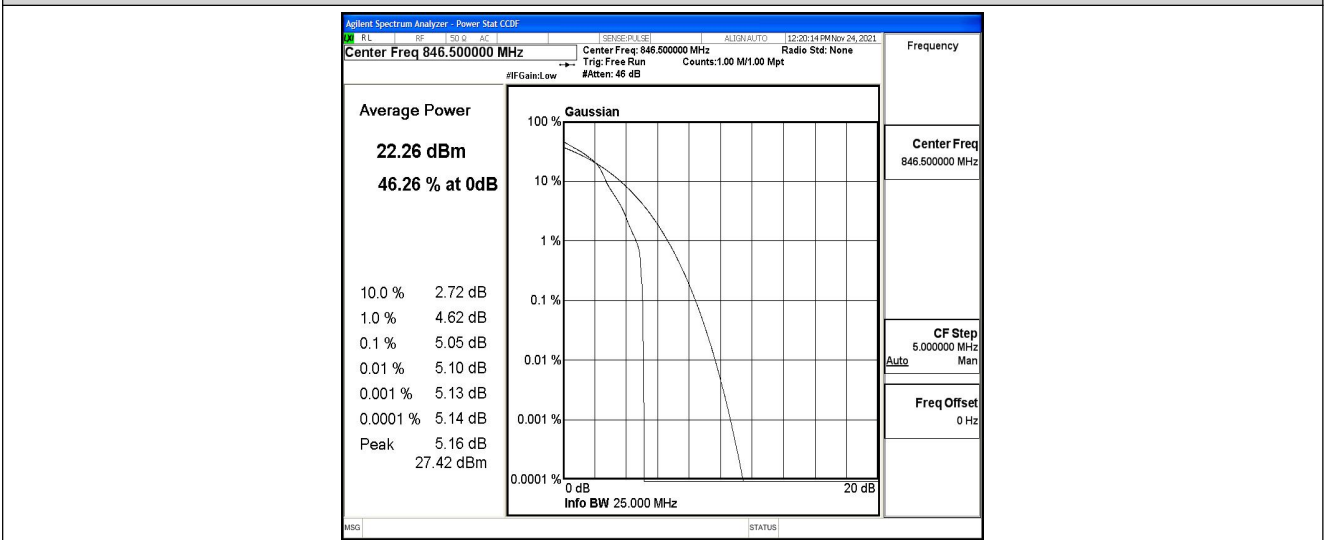 Agilent Spectrum Analyzer - Power Stat CCDF
RL RF 50 Ω AC SENSE:PULSE ALIGN AUTO 12:20:14 PM Nov 24, 2021
Center Freq 846.500000 MHz
Center Freq: 846.500000 MHz Radio Std: None
Trig: Free Run Counts:1.00 M/1.00 Mpt
#IFGain:Low #Atten: 46 dB
Frequency
Average Power
22.26 dBm
46.26 % at 0dB
10.0 % 2.72 dB
1.0 % 4.62 dB
0.1 % 5.05 dB
0.01 % 5.10 dB
0.001 % 5.13 dB
0.0001 % 5.14 dB
Peak 5.16 dB
27.42 dBm
Gaussian
100 %
10 %
1 %
0.1 %
0.01 %
0.001 %
0.0001 %
0 dB 20 dB
Info BW 25.000 MHz
Center Freq
846.500000 MHz
CF Step
5.000000 MHz
Auto Man
Freq Offset
0 Hz
MSG STATUS